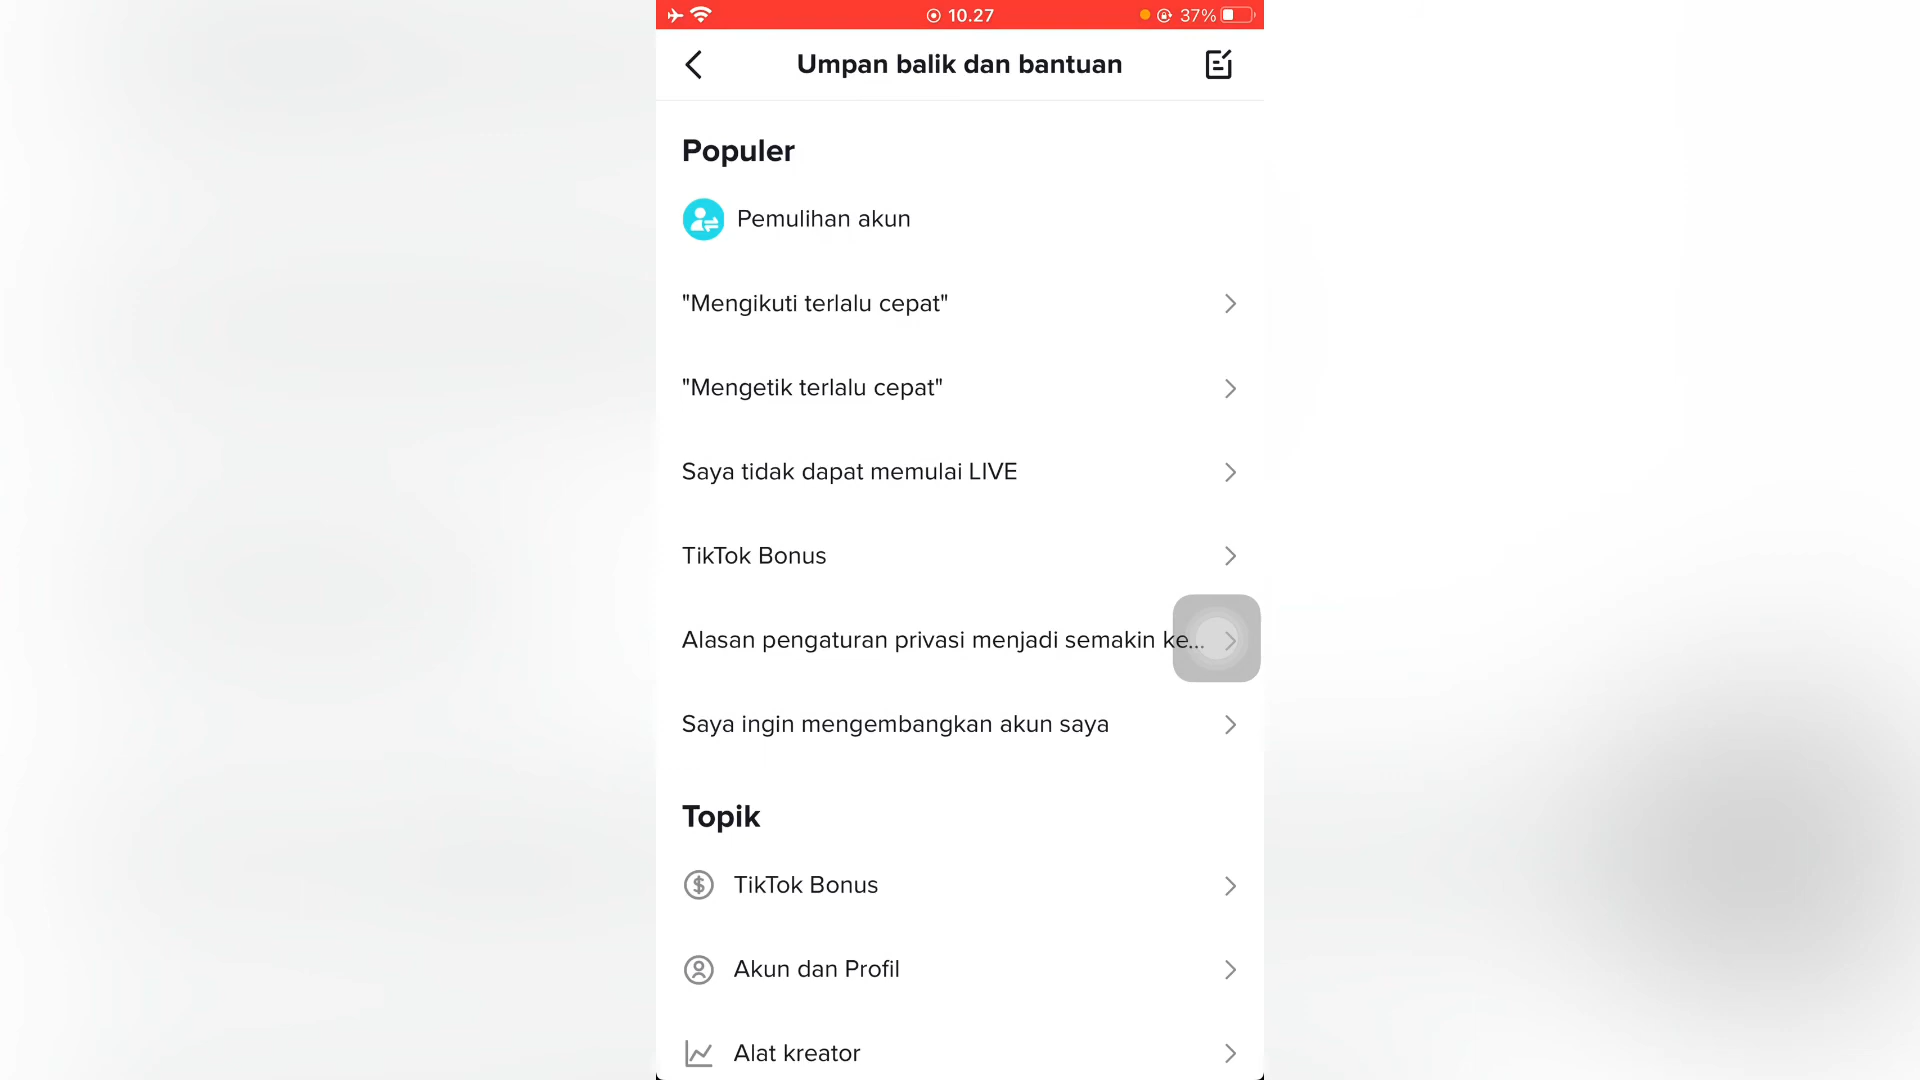 10.27
37%
Umpan balik dan bantuan
Populer
Pemulihan akun
"Mengikuti terlalu cepat"
"Mengetik terlalu cepat"
Saya tidak dapat memulai LIVE
TikTok Bonus
Alasan pengaturan privasi menjadi semakin ke...
Saya ingin mengembangkan akun saya
Topik
TikTok Bonus
Akun dan Profil
Alat kreator